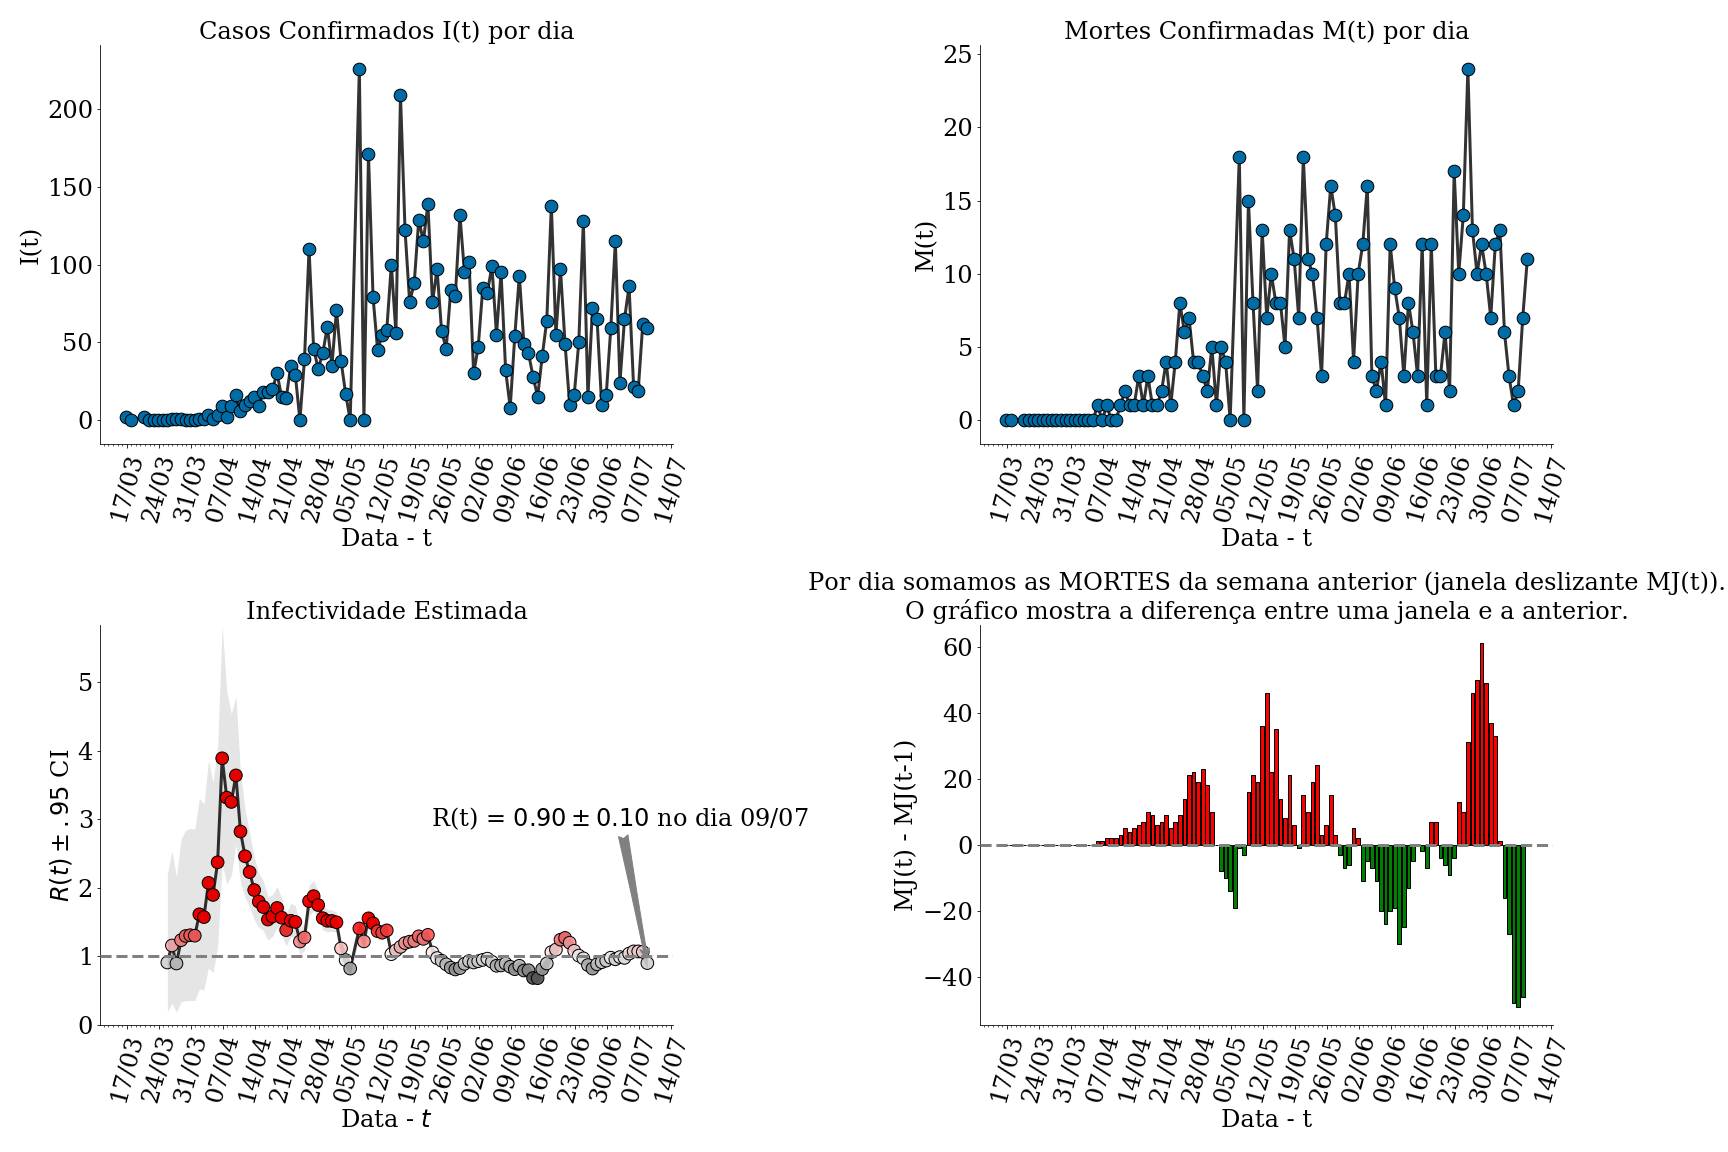 Casos Confirmados I(t) por dia
I(t)
200
150
100
50
0
17/03 24/03 31/03 07/04 14/04 21/04 28/04 05/05 12/05 19/05 26/05 02/06 09/06 16/06 23/06 30/06 07/07 14/07
Data - t
Mortes Confirmadas M(t) por dia
M(t)
25
20
15
10
5
0
17/03 24/03 31/03 07/04 14/04 21/04 28/04 05/05 12/05 19/05 26/05 02/06 09/06 16/06 23/06 30/06 07/07 14/07
Data - t
Infectividade Estimada
R(t) ± .95 CI
5
4
3
2
1
0
R(t) = 0.90 ± 0.10 no dia 09/07
17/03 24/03 31/03 07/04 14/04 21/04 28/04 05/05 12/05 19/05 26/05 02/06 09/06 16/06 23/06 30/06 07/07 14/07
Data - t
Por dia somamos as MORTES da semana anterior (janela deslizante MJ(t)).
O gráfico mostra a diferença entre uma janela e a anterior.
MJ(t) - MJ(t-1)
60
40
20
0
−20
−40
17/03 24/03 31/03 07/04 14/04 21/04 28/04 05/05 12/05 19/05 26/05 02/06 09/06 16/06 23/06 30/06 07/07 14/07
Data - t